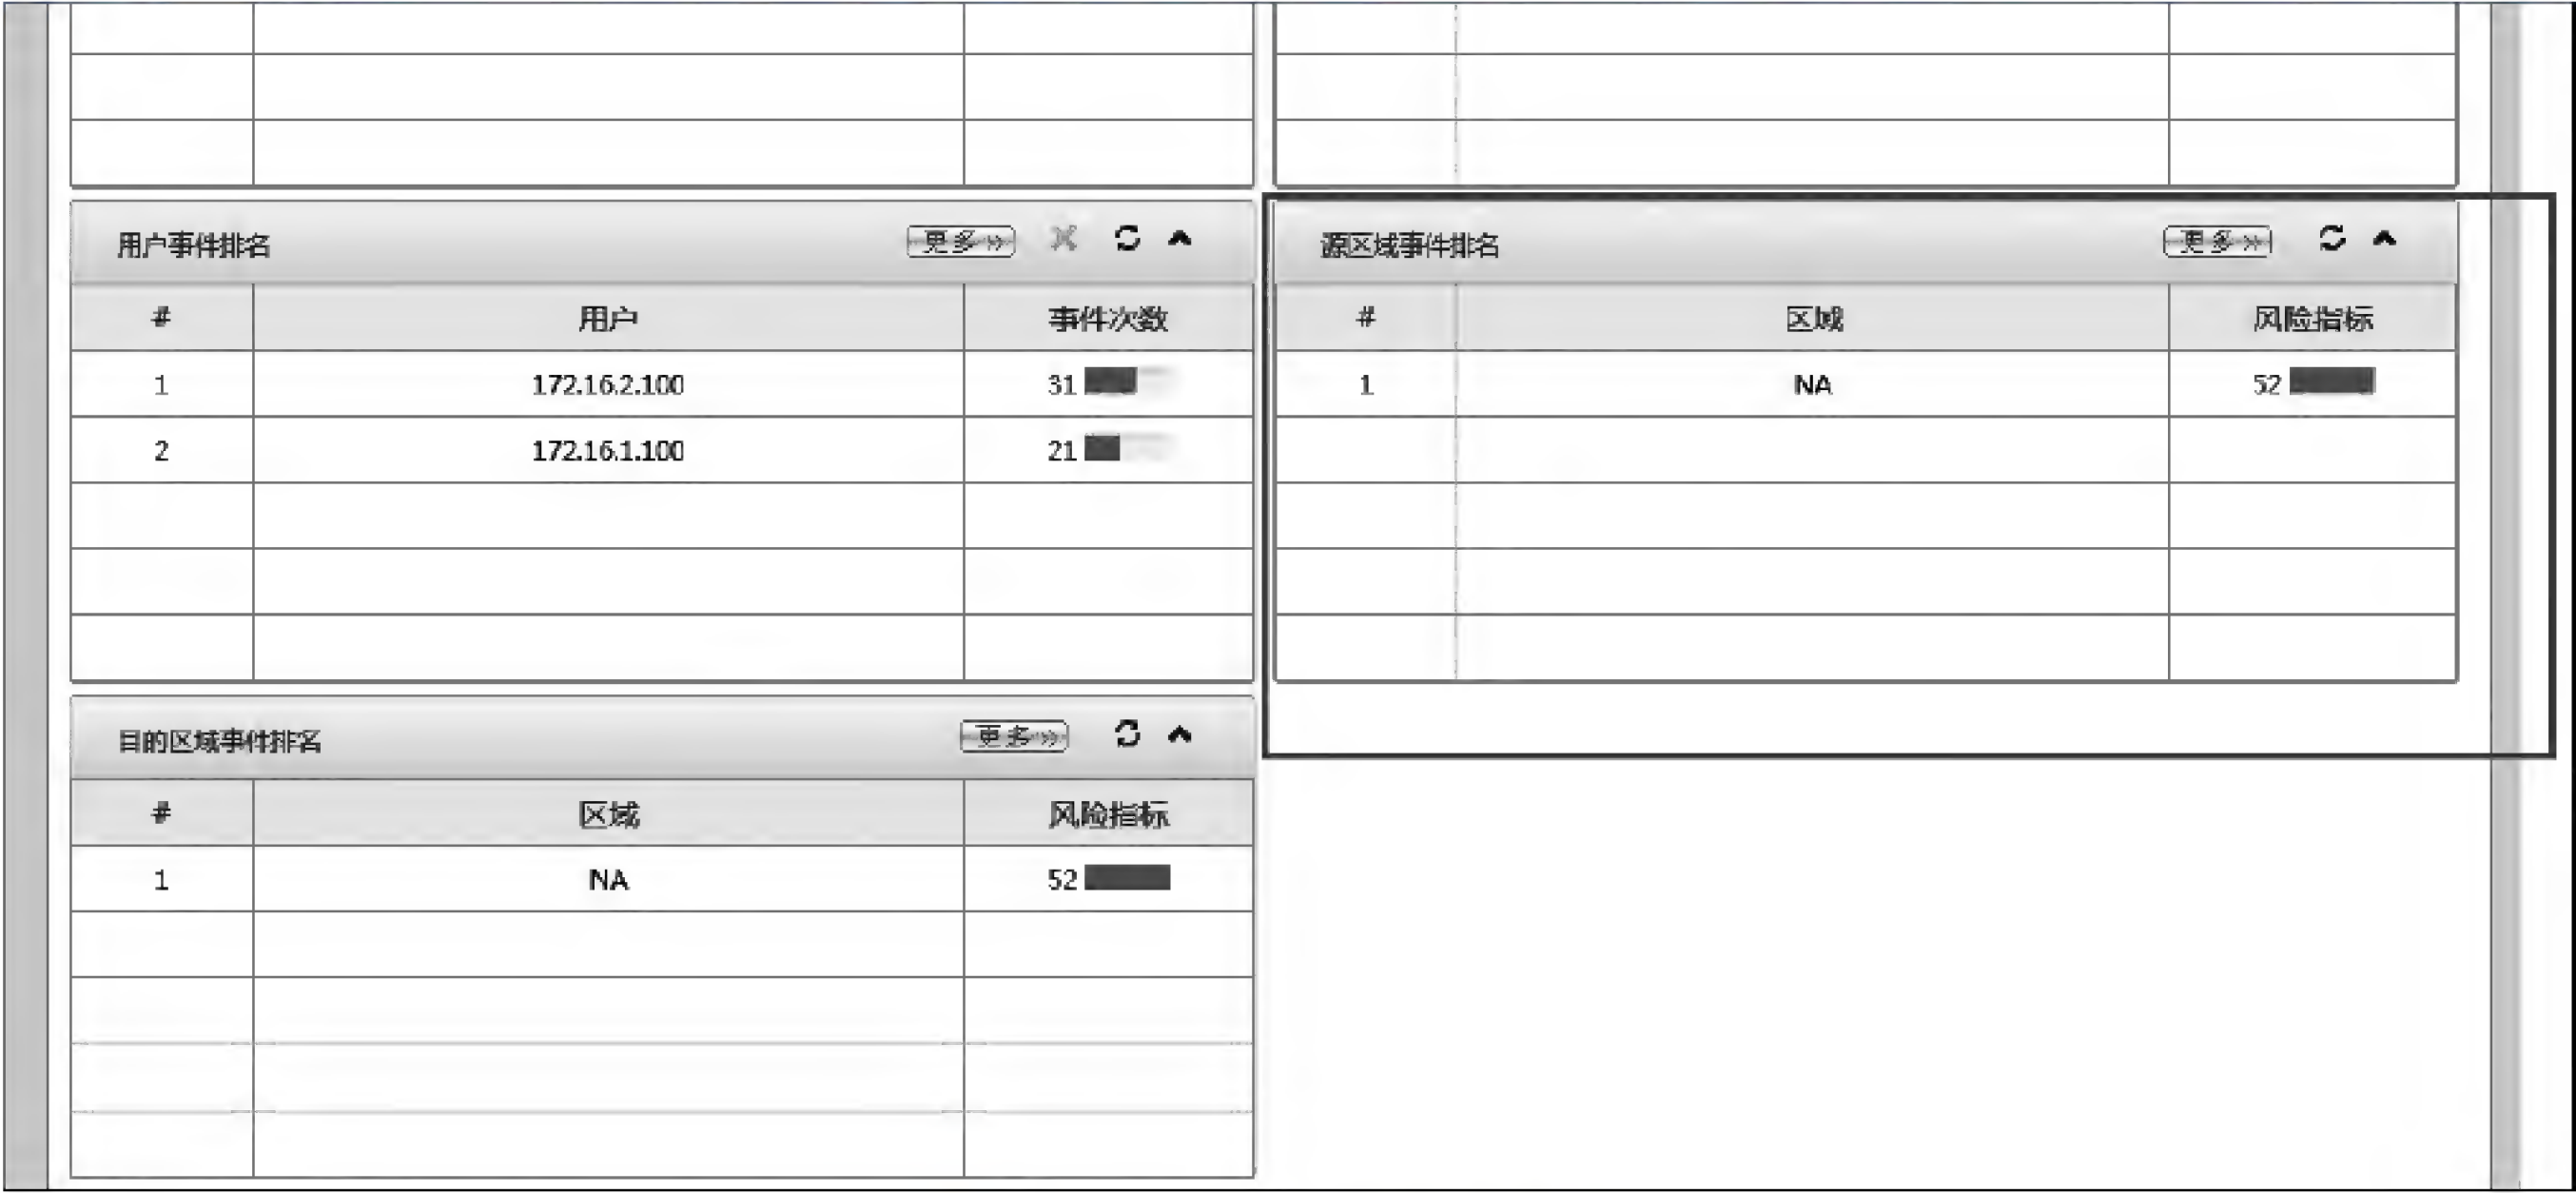 用户事件排名 更多 »
# 用户 事件次数
1 172.16.2.100 31
2 172.16.1.100 21
源区域事件排名 更多 »
# 区域 风险指标
1 NA 52
目的区域事件排名 更多 »
# 区域 风险指标
1 NA 52